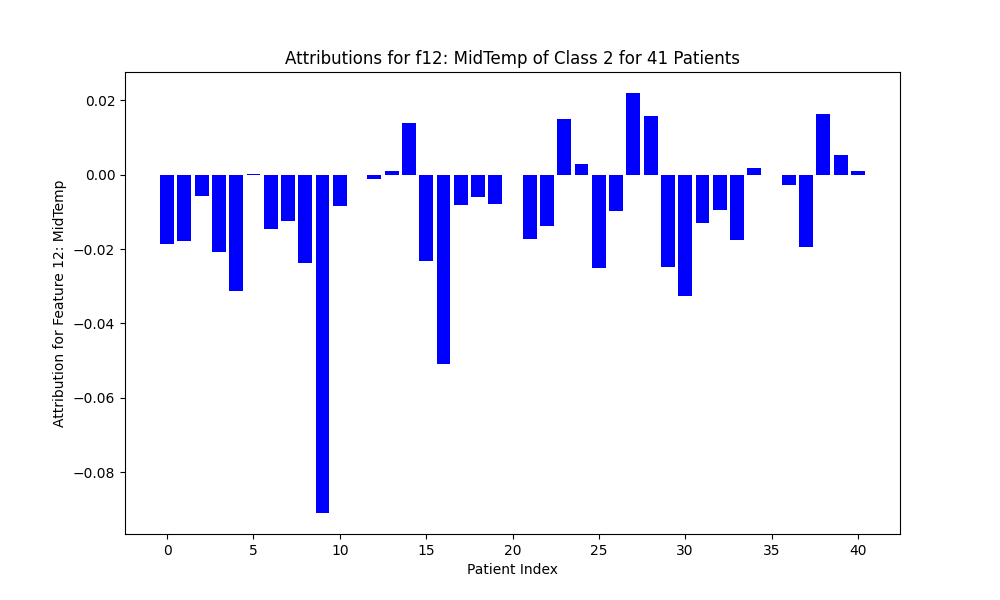 Attributions for f12: MidTemp of Class 2 for 41 Patients
Attribution for Feature 12: MidTemp
0.02
0.00
−0.02
−0.04
−0.06
−0.08
0 5 10 15 20 25 30 35 40
Patient Index